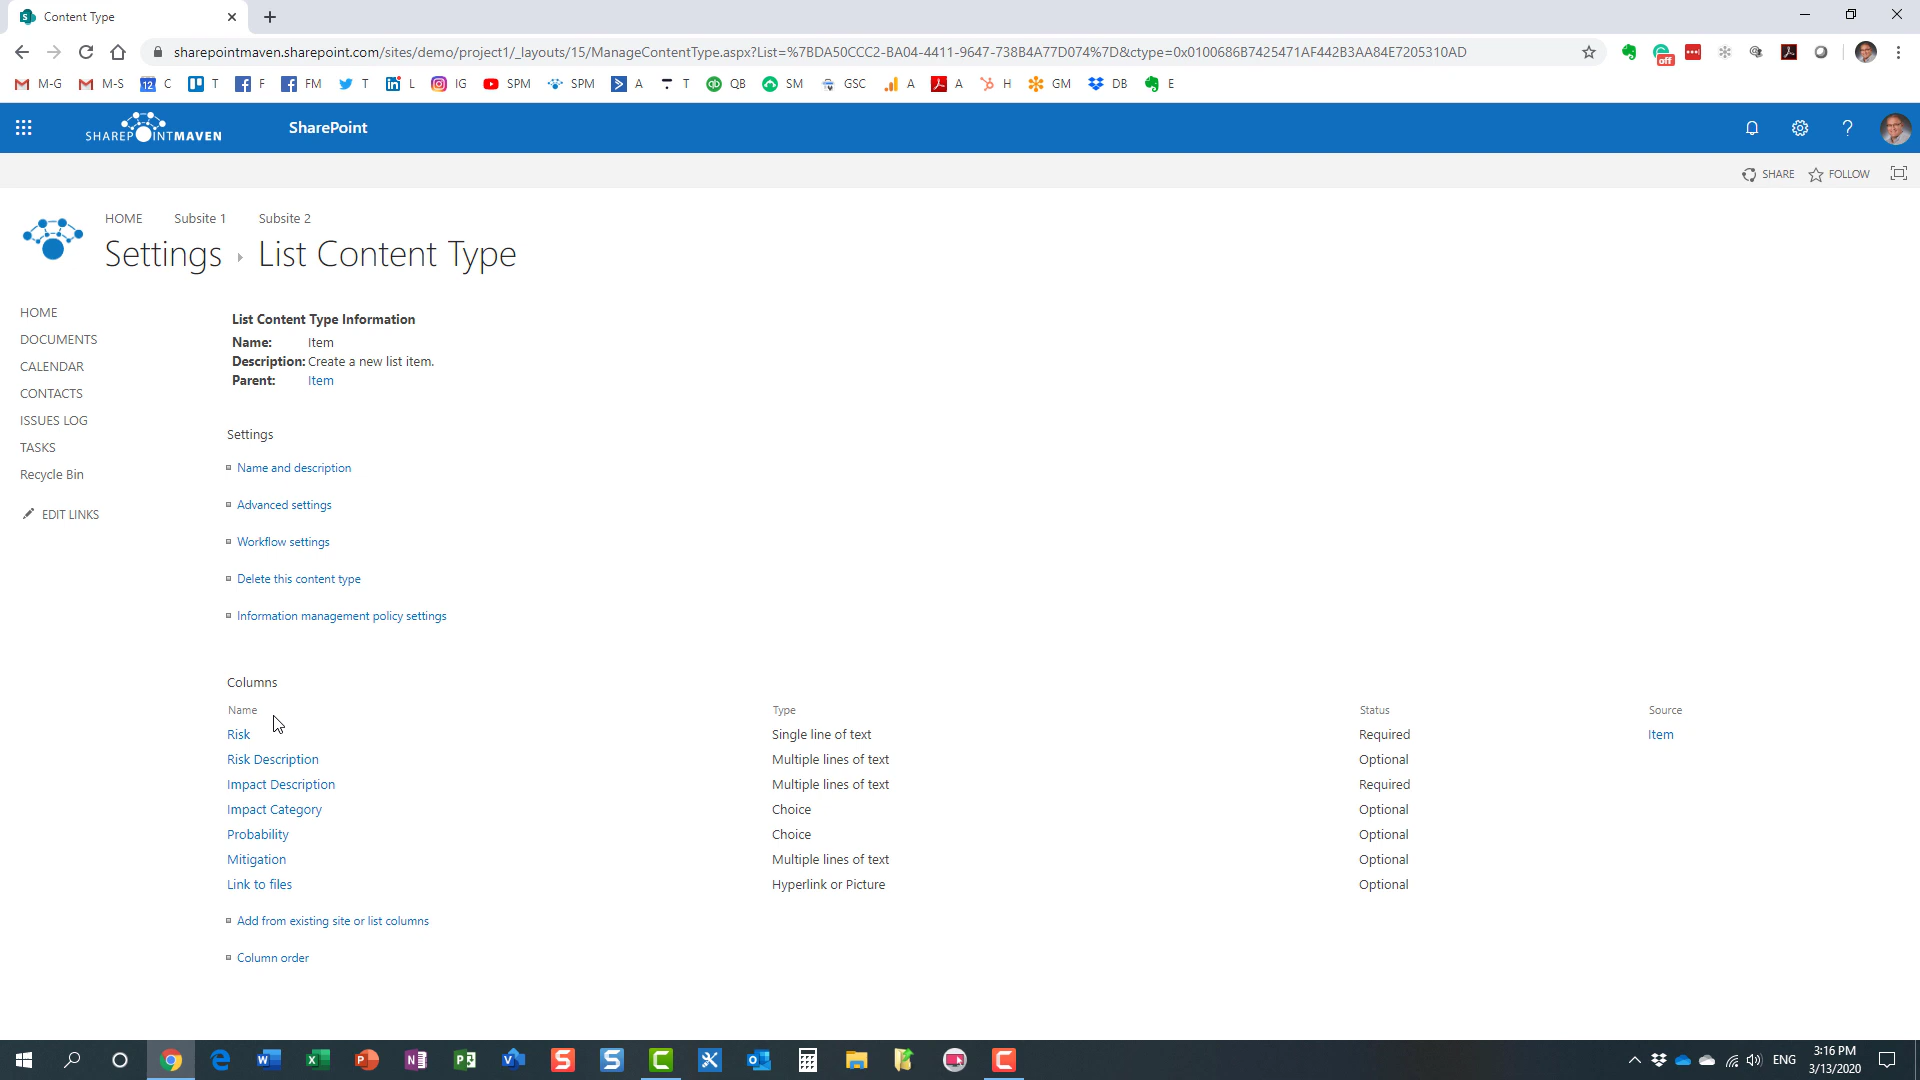 Content Type
sharepointmaven.sharepoint.com/sites/demo/project1/_layouts/15/ManageContentType.aspx?List=%7BDA50CCC2-BA04-4411-9647-738B4A77D074%7D&ctype=0x0100686B7425471AF442B3AA84E7205310AD
off
M-G M-S 12 C T F FM T L IG SPM SPM A T QB SM GSC A A H GM DB E
SHAREPOINTMAVEN SharePoint
SHARE FOLLOW
HOME Subsite 1 Subsite 2
Settings List Content Type
HOME
DOCUMENTS
CALENDAR
CONTACTS
ISSUES LOG
TASKS
Recycle Bin
EDIT LINKS
List Content Type Information
Name: Item
Description: Create a new list item.
Parent: Item
Settings
Name and description
Advanced settings
Workflow settings
Delete this content type
Information management policy settings
Columns
Name Type Status Source
Risk Single line of text Required Item
Risk Description Multiple lines of text Optional
Impact Description Multiple lines of text Required
Impact Category Choice Optional
Probability Choice Optional
Mitigation Multiple lines of text Optional
Link to files Hyperlink or Picture Optional
Add from existing site or list columns
Column order
ENG
3:16 PM
3/13/2020